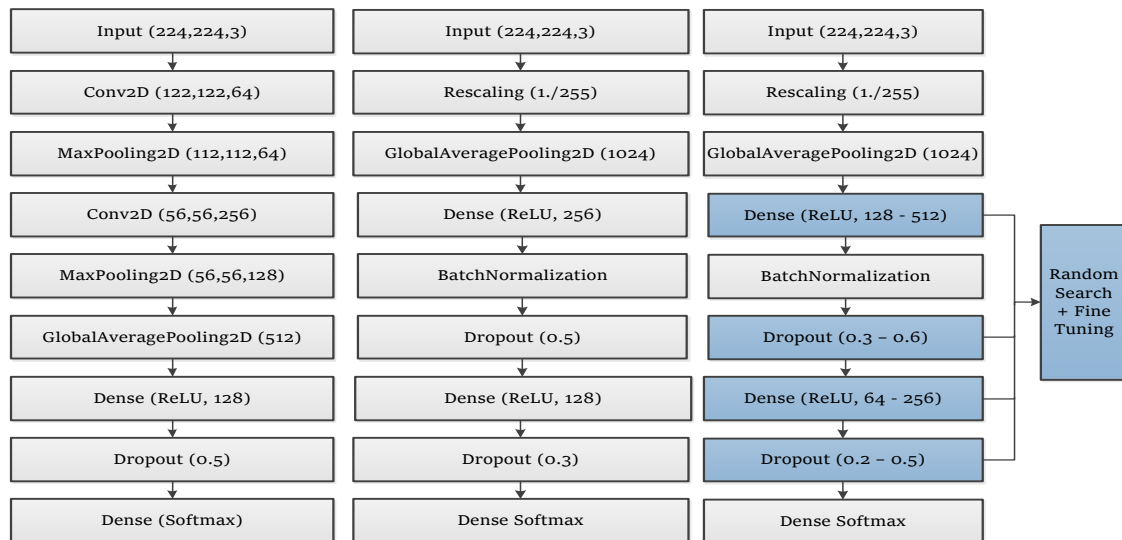 Input (224,224,3)
Conv2D (122,122,64)
MaxPooling2D (112,112,64)
Conv2D (56,56,256)
MaxPooling2D (56,56,128)
GlobalAveragePooling2D (512)
Dense (ReLU, 128)
Dropout (0.5)
Dense (Softmax)
Input (224,224,3)
Rescaling (1./255)
GlobalAveragePooling2D (1024)
Dense (ReLU, 256)
BatchNormalization
Dropout (0.5)
Dense (ReLU, 128)
Dropout (0.3)
Dense Softmax
Input (224,224,3)
Rescaling (1./255)
GlobalAveragePooling2D (1024)
Dense (ReLU, 128 - 512)
BatchNormalization
Dropout (0.3 – 0.6)
Dense (ReLU, 64 - 256)
Dropout (0.2 – 0.5)
Dense Softmax
Random
Search
+ Fine
Tuning